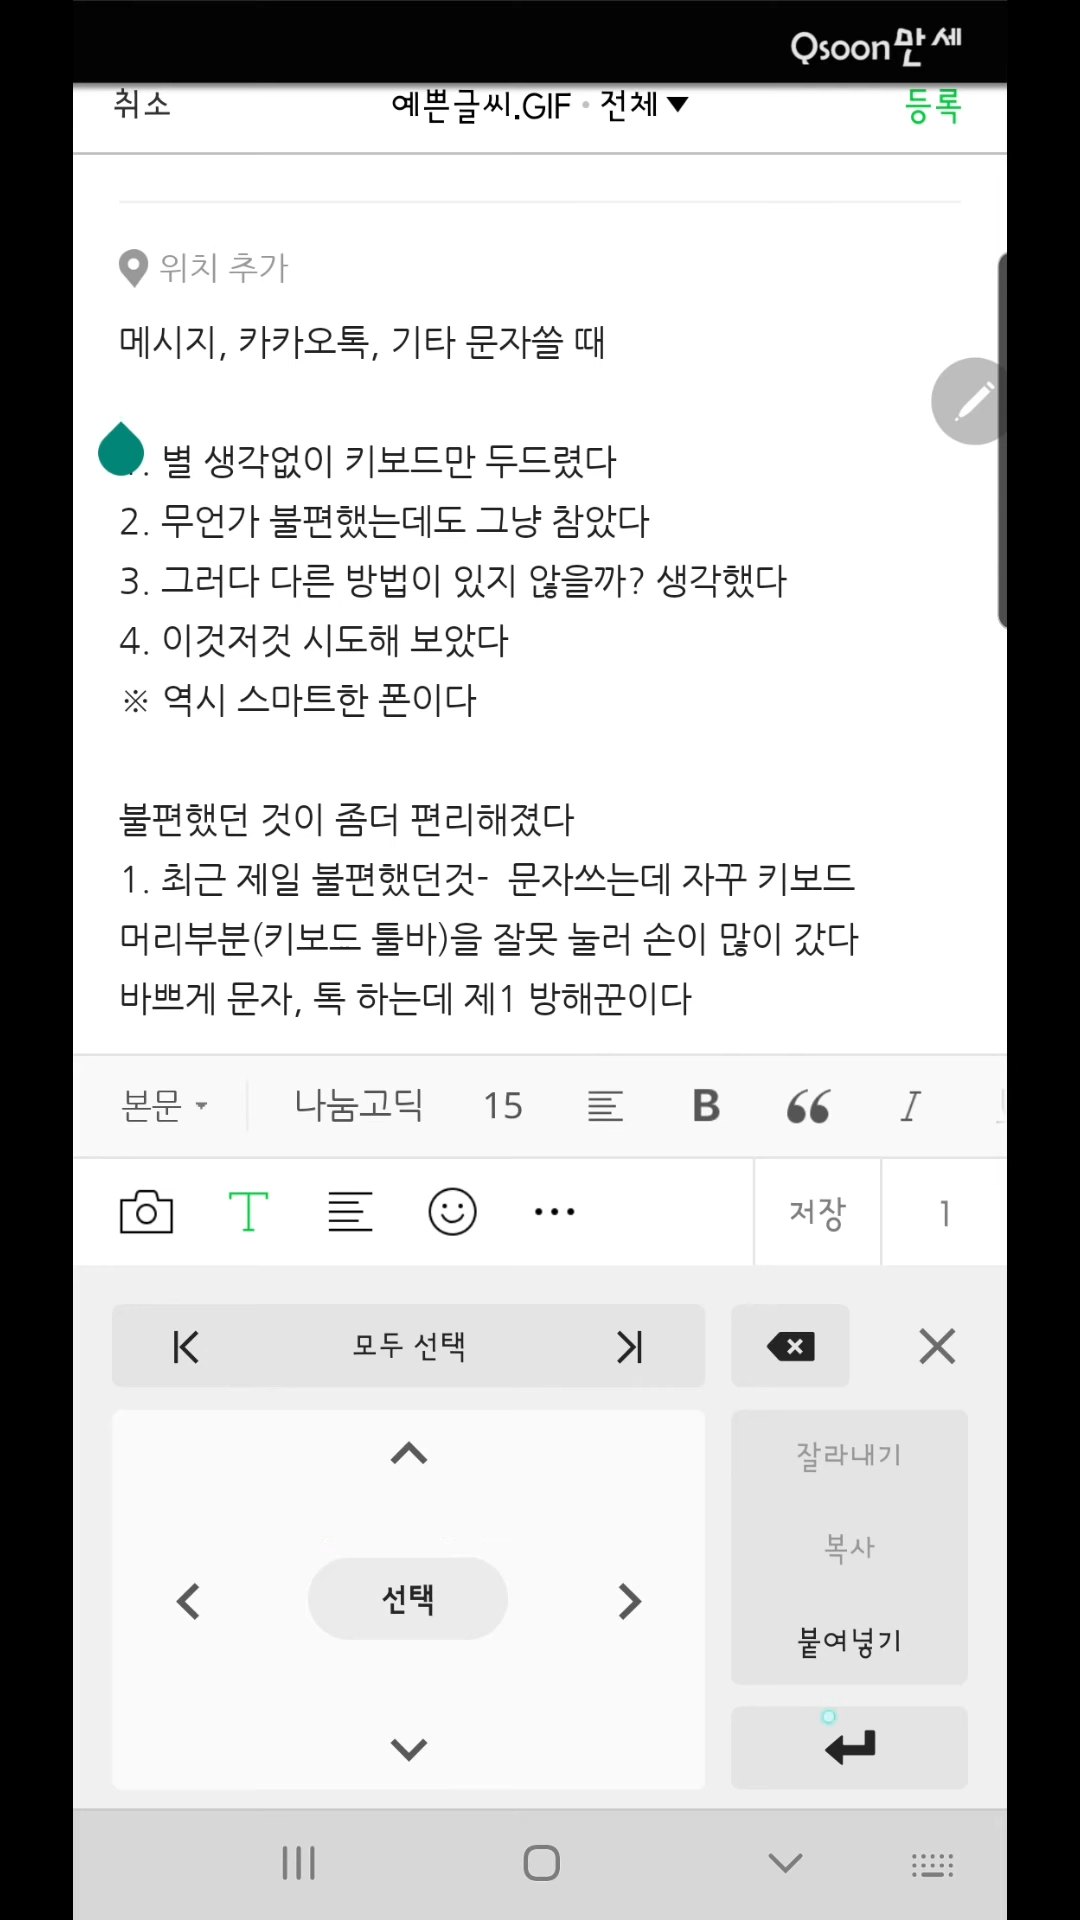 Qsoon만세
취소 예쁜글씨.GIF • 전체 ▼ 등록
위치 추가
메시지, 카카오톡, 기타 문자쓸 때
. 별 생각없이 키보드만 두드렸다
2. 무언가 불편했는데도 그냥 참았다
3. 그러다 다른 방법이 있지 않을까? 생각했다
4. 이것저것 시도해 보았다
※ 역시 스마트한 폰이다
불편했던 것이 좀더 편리해졌다
1. 최근 제일 불편했던것- 문자쓰는데 자꾸 키보드
머리부분(키보드 툴바)을 잘못 눌러 손이 많이 갔다
바쁘게 문자, 톡 하는데 제1 방해꾼이다
본문 나눔고딕 15 B “ I
T 저장 1
모두 선택
잘라내기
복사
선택
붙여넣기